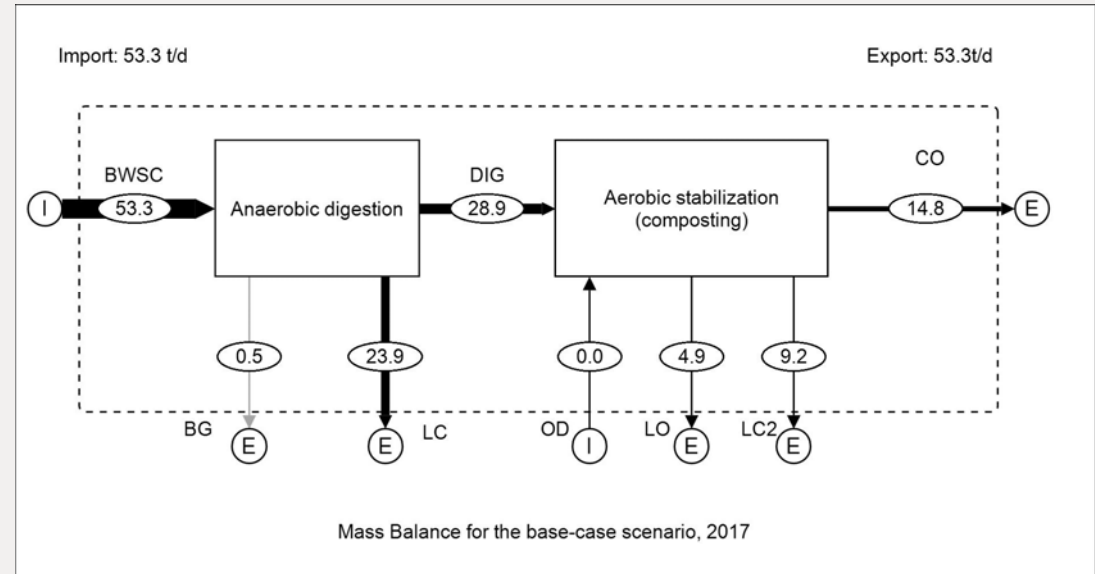 Import: 53.3 t/d
Export: 53.3t/d
BWSC
DIG
CO
I
53.3
Anaerobic digestion
28.9
Aerobic stabilization
(composting)
14.8
E
0.5
23.9
0.0
4.9
9.2
BG
E
E
LC
OD
I
LO
E
LC2
E
Mass Balance for the base-case scenario, 2017